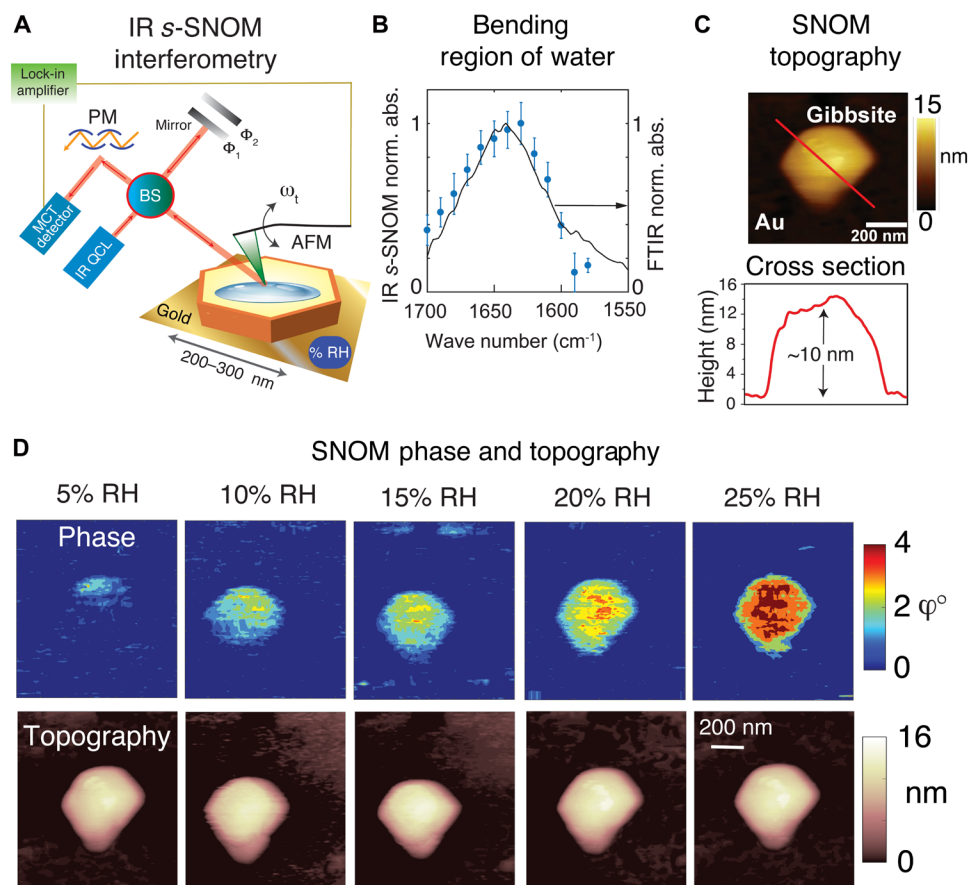 A
IR s-SNOM
interferometry
Lock-in
amplifier
PM
Mirror
Φ1
Φ2
BS
MCT
detector
IR QCL
ωt
AFM
Gold
% RH
200–300 nm
B
Bending
region of water
IR s-SNOM norm. abs.
1
0
1
0
FTIR norm. abs.
1700
1650
1600
1550
Wave number (cm-1)
C
SNOM
topography
Gibbsite
Au
200 nm
15
nm
0
Cross section
Height (nm)
16
12
8
4
0
~10 nm
D
SNOM phase and topography
5% RH
10% RH
15% RH
20% RH
25% RH
Phase
4
2
0
φ°
Topography
200 nm
16
nm
0